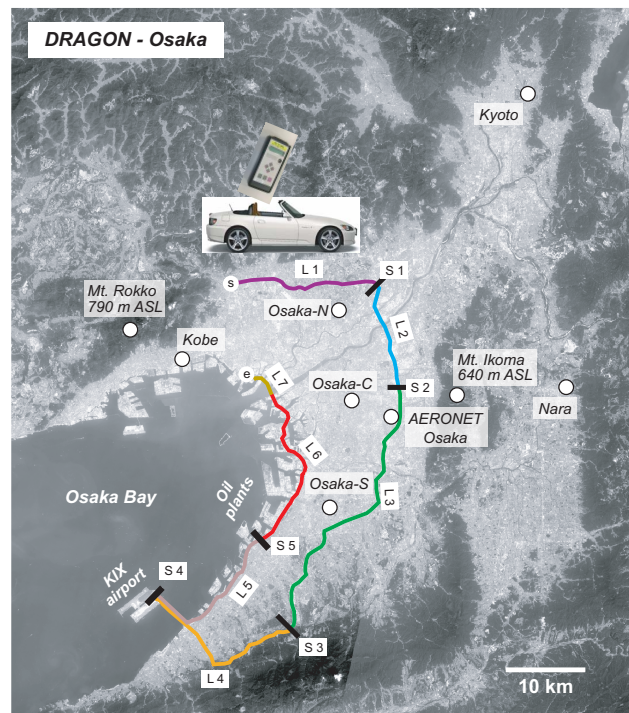 DRAGON - Osaka
Kyoto
s
L 1
S 1
Osaka-N
Mt. Rokko
790 m ASL
Kobe
L 2
e
L 7
Osaka-C
S 2
Mt. Ikoma
640 m ASL
Nara
AERONET
Osaka
L 6
Osaka Bay
Oil
plants
Osaka-S
L 3
S 5
KIX
airport
S 4
L 5
S 3
L 4
10 km